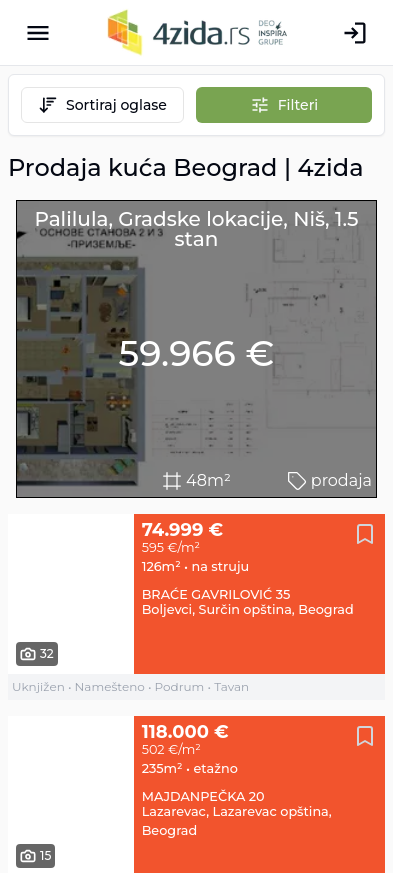 4zida.rs
DEO
INSPIRA
GRUPE
Sortiraj oglase
Filteri
Prodaja kuća Beograd | 4zida
Palilula, Gradske lokacije, Niš, 1.5
stan
ОСНОВЕ СТАНОВА 2 И 3
-ПРИЗЕМЉЕ-
59.966 €
48m²
prodaja
74.999 €
595 €/m²
126m² • na struju
BRAĆE GAVRILOVIĆ 35
Boljevci, Surčin opština, Beograd
32
Uknjižen • Namešteno • Podrum • Tavan
118.000 €
502 €/m²
235m² • etažno
MAJDANPEČKA 20
Lazarevac, Lazarevac opština,
Beograd
15